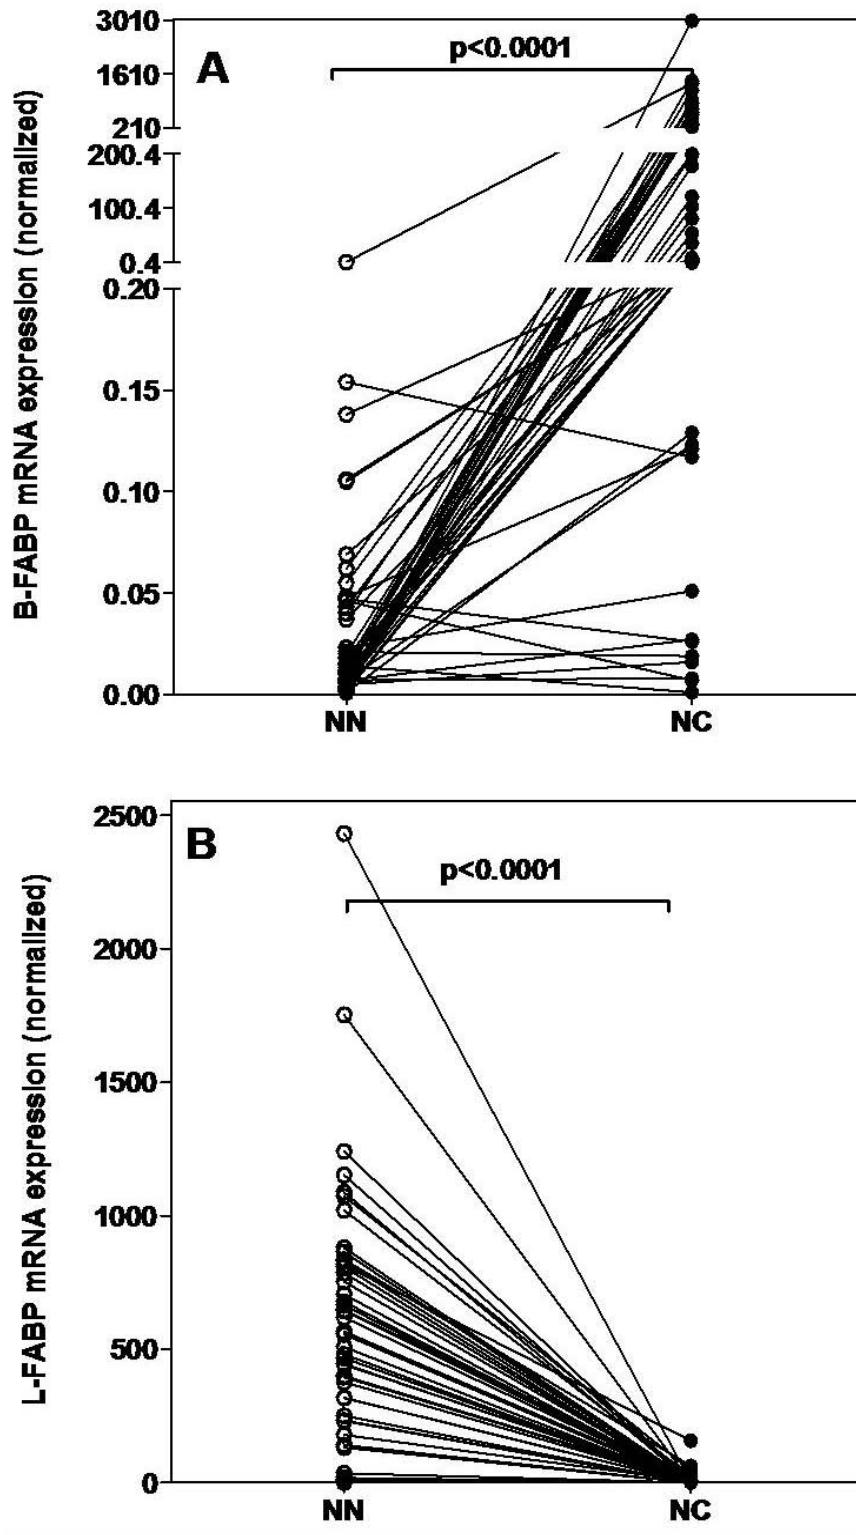 3010
A
p<0.0001
1610
210
200.4
100.4
0.4
0.20
0.15
0.10
0.05
0.00
B-FABP mRNA expression (normalized)
NN NC
2500
B
p<0.0001
2000
1500
1000
500
0
L-FABP mRNA expression (normalized)
NN NC